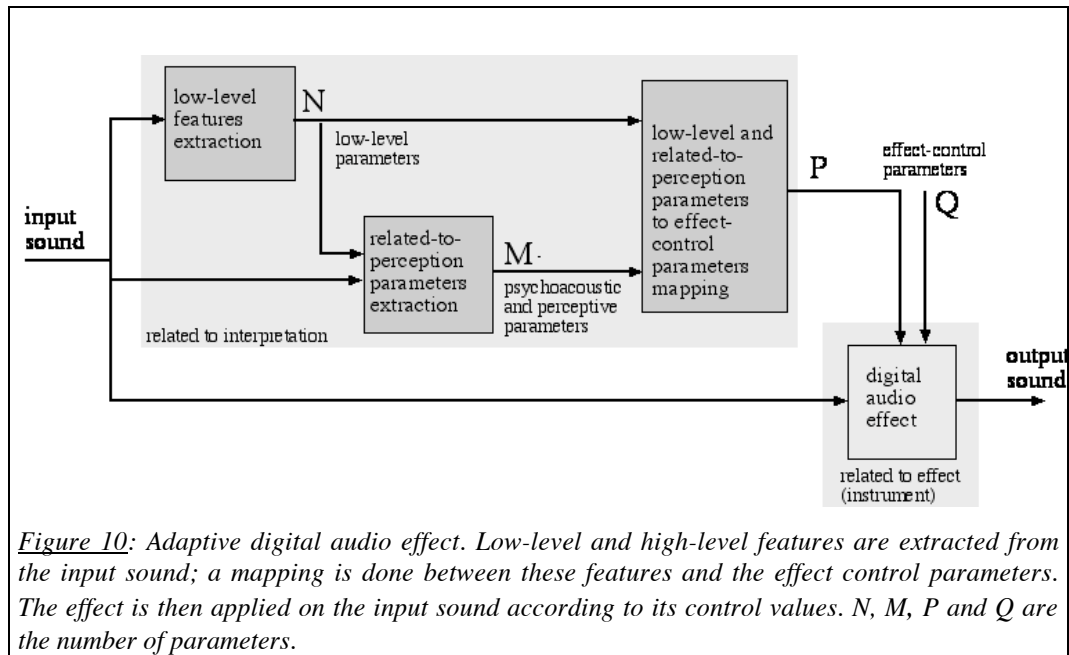 low-level
features
extraction
N
low-level
parameters
input
sound
related-to-
perception
parameters
extraction
M
psychoacoustic
and perceptive
parameters
related to interpretation
low-level and
related-to-
perception
parameters
to effect-
control
parameters
mapping
P
effect-control
parameters
Q
digital
audio
effect
output
sound
related to effect
(instrument)
Figure 10: Adaptive digital audio effect. Low-level and high-level features are extracted from
the input sound; a mapping is done between these features and the effect control parameters.
The effect is then applied on the input sound according to its control values. N, M, P and Q are
the number of parameters.